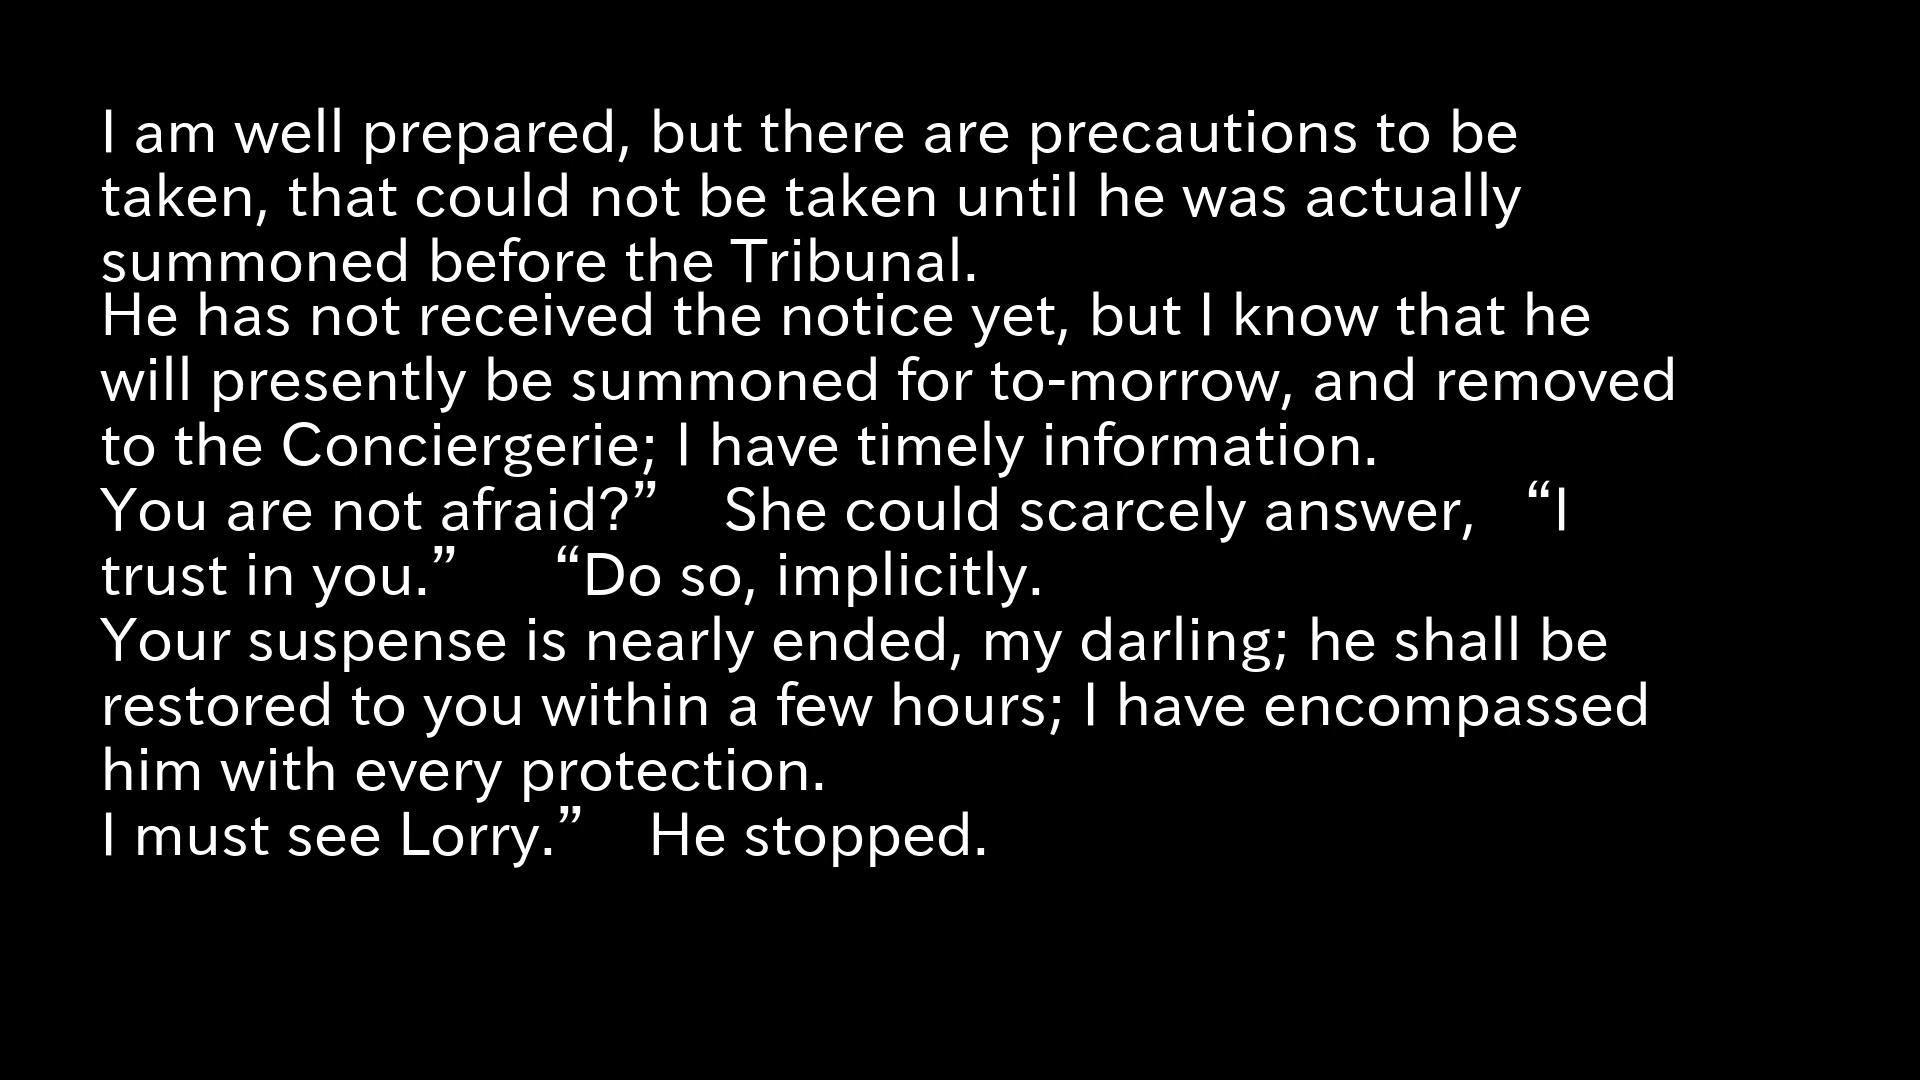 I am well prepared, but there are precautions to be
taken, that could not be taken until he was actually
summoned before the Tribunal.
He has not received the notice yet, but I know that he
will presently be summoned for to-morrow, and removed
to the Conciergerie; I have timely information.
You are not afraid?”    She could scarcely answer,   “I
trust in you.”      “Do so, implicitly.
Your suspense is nearly ended, my darling; he shall be
restored to you within a few hours; I have encompassed
him with every protection.
I must see Lorry.”    He stopped.